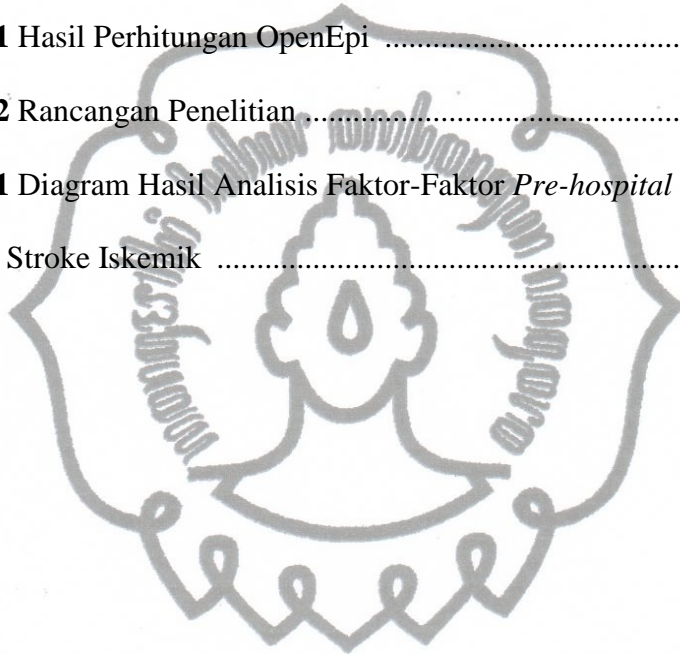 1 Hasil Perhitungan OpenEpi ........................................
2 Rancangan Penelitian ..................................................
1 Diagram Hasil Analisis Faktor-Faktor Pre-hospital
Stroke Iskemik ............................................................